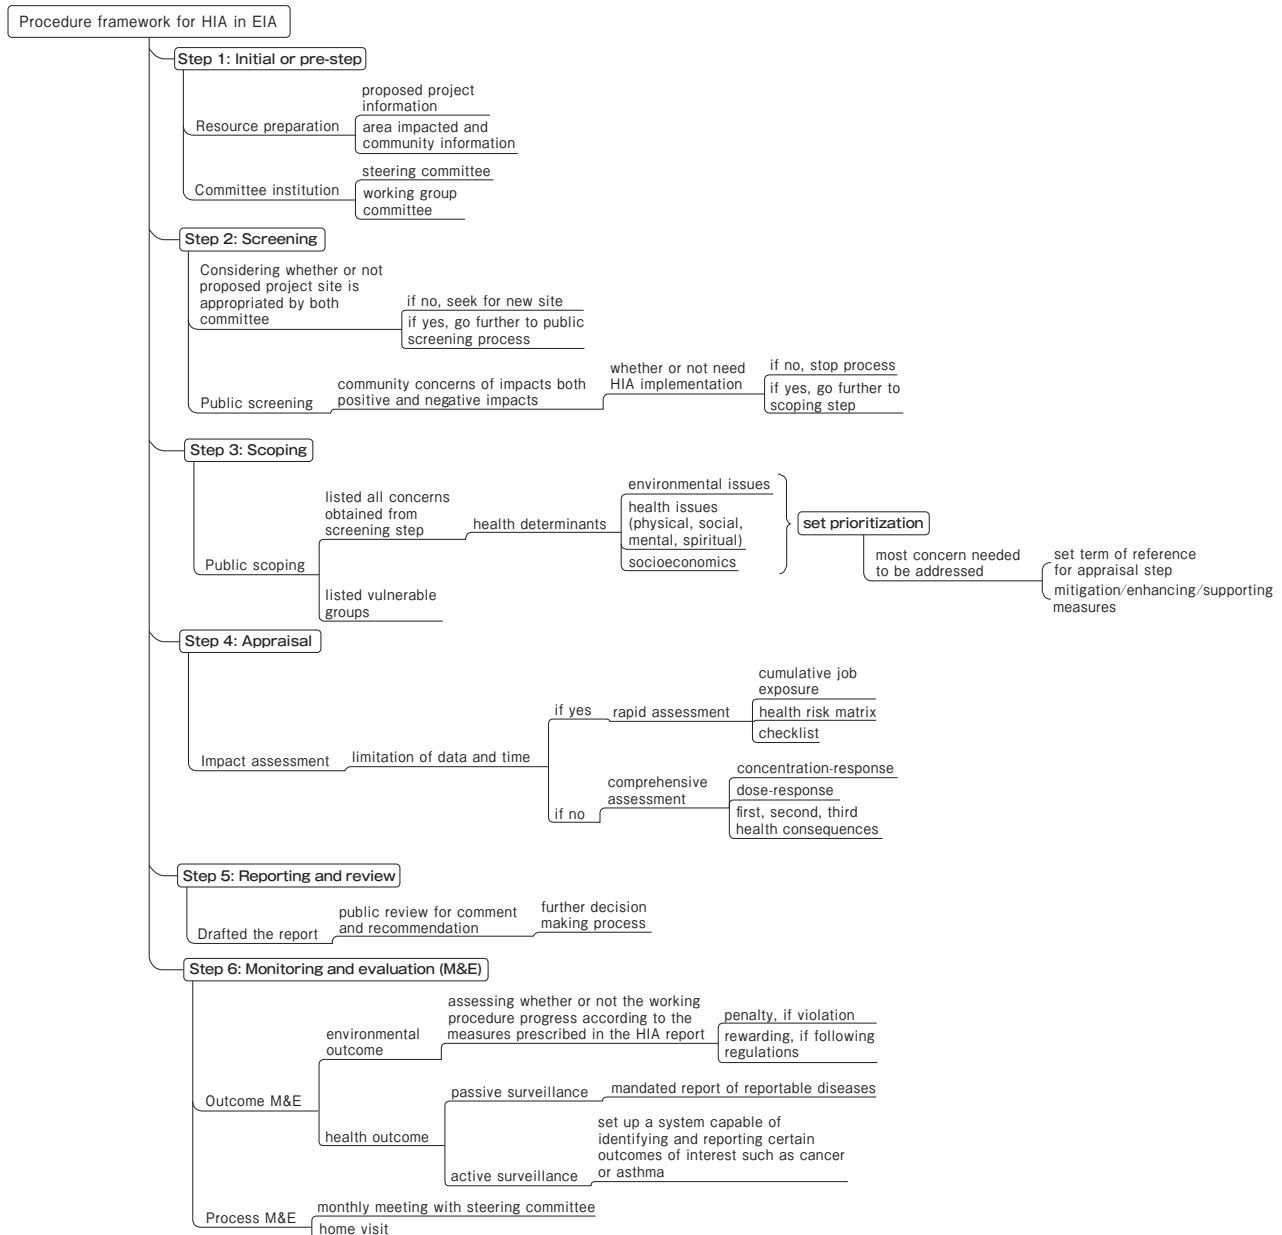 Procedure framework for HIA in EIA
Step 1: Initial or pre-step
proposed project
information
Resource preparation
area impacted and
community information
steering committee
Committee institution
working group
committee
Step 2: Screening
Considering whether or not
proposed project site is
appropriated by both
committee
if no, seek for new site
if yes, go further to public
screening process
Public screening
community concerns of impacts both
positive and negative impacts
whether or not need
HIA implementation
if no, stop process
if yes, go further to
scoping step
Step 3: Scoping
Public scoping
listed all concerns
obtained from
screening step
health determinants
environmental issues
health issues
(physical, social,
mental, spiritual)
socioeconomics
set prioritization
most concern needed
to be addressed
set term of reference
for appraisal step
mitigation/enhancing/supporting
measures
listed vulnerable
groups
Step 4: Appraisal
Impact assessment
limitation of data and time
if yes
rapid assessment
cumulative job
exposure
health risk matrix
checklist
if no
comprehensive
assessment
concentration-response
dose-response
first, second, third
health consequences
Step 5: Reporting and review
Drafted the report
public review for comment
and recommendation
further decision
making process
Step 6: Monitoring and evaluation (M&E)
Outcome M&E
environmental
outcome
assessing whether or not the working
procedure progress according to the
measures prescribed in the HIA report
penalty, if violation
rewarding, if following
regulations
health outcome
passive surveillance
mandated report of reportable diseases
active surveillance
set up a system capable of
identifying and reporting certain
outcomes of interest such as cancer
or asthma
Process M&E
monthly meeting with steering committee
home visit